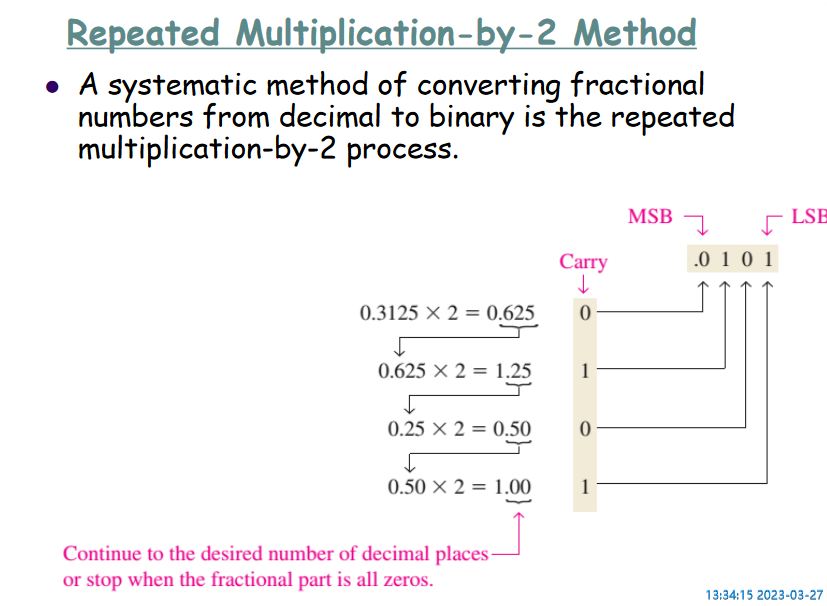 Repeated Multiplication-by-2 Method
• A systematic method of converting fractional
numbers from decimal to binary is the repeated
multiplication-by-2 process.
MSB LSB
Carry .0 1 0 1
0.3125 × 2 = 0.625 0
0.625 × 2 = 1.25 1
0.25 × 2 = 0.50 0
0.50 × 2 = 1.00 1
Continue to the desired number of decimal places
or stop when the fractional part is all zeros.
13:34:15 2023-03-27